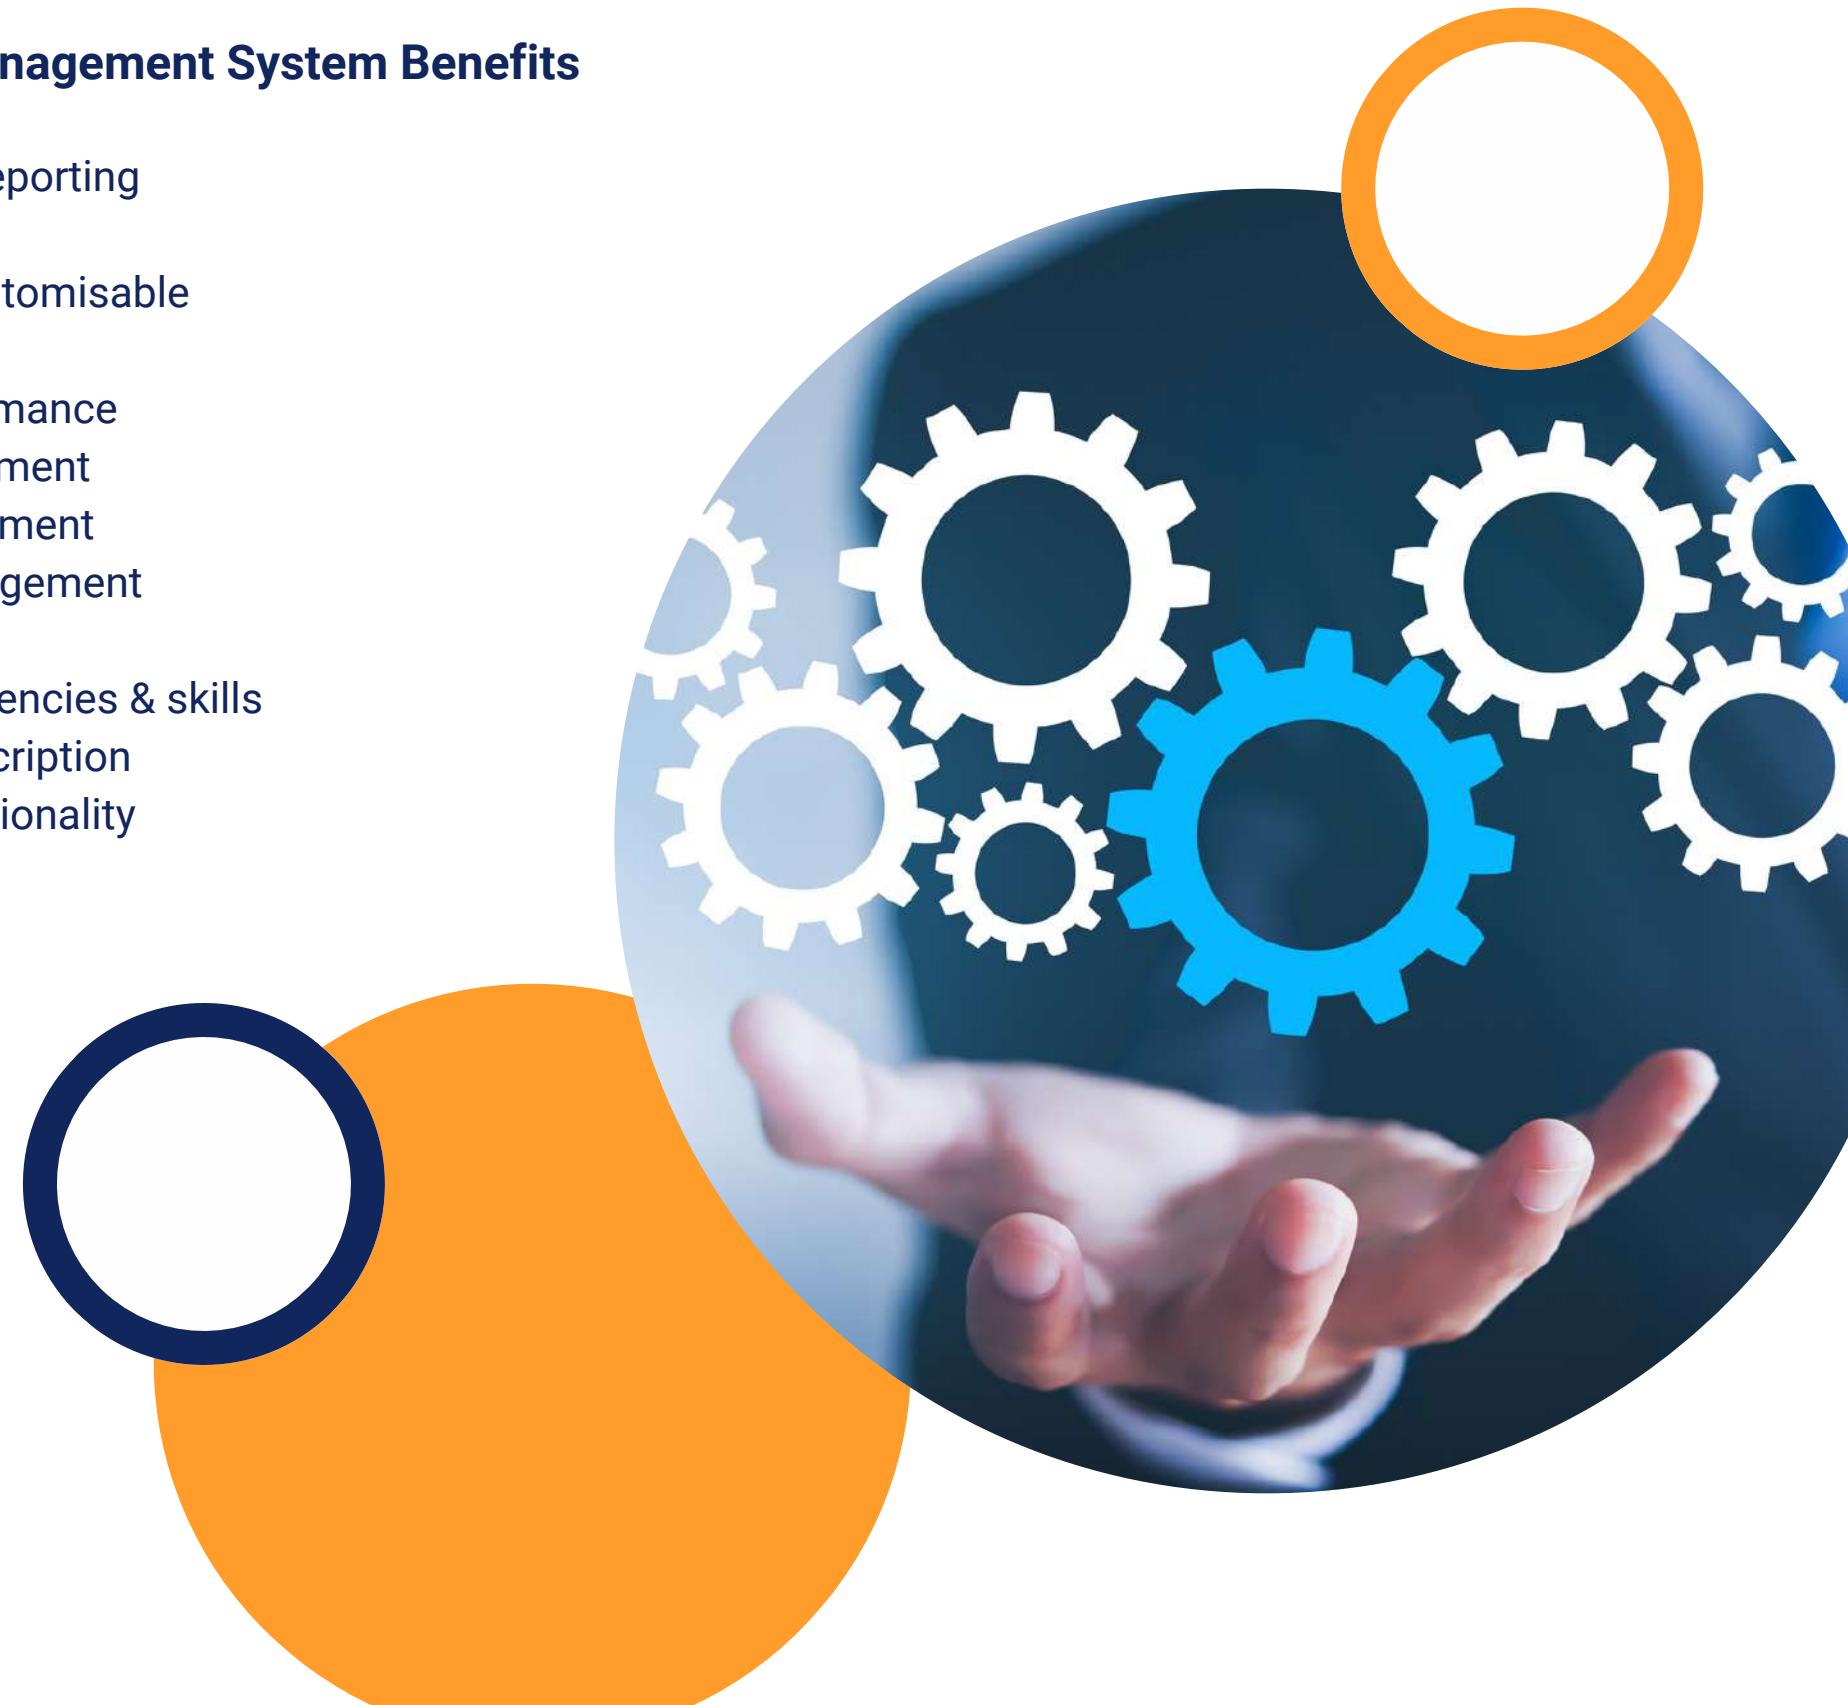 nagement System Benefits
eporting
tomisable
mance
ment
ment
gement
encies & skills
cription
ionality